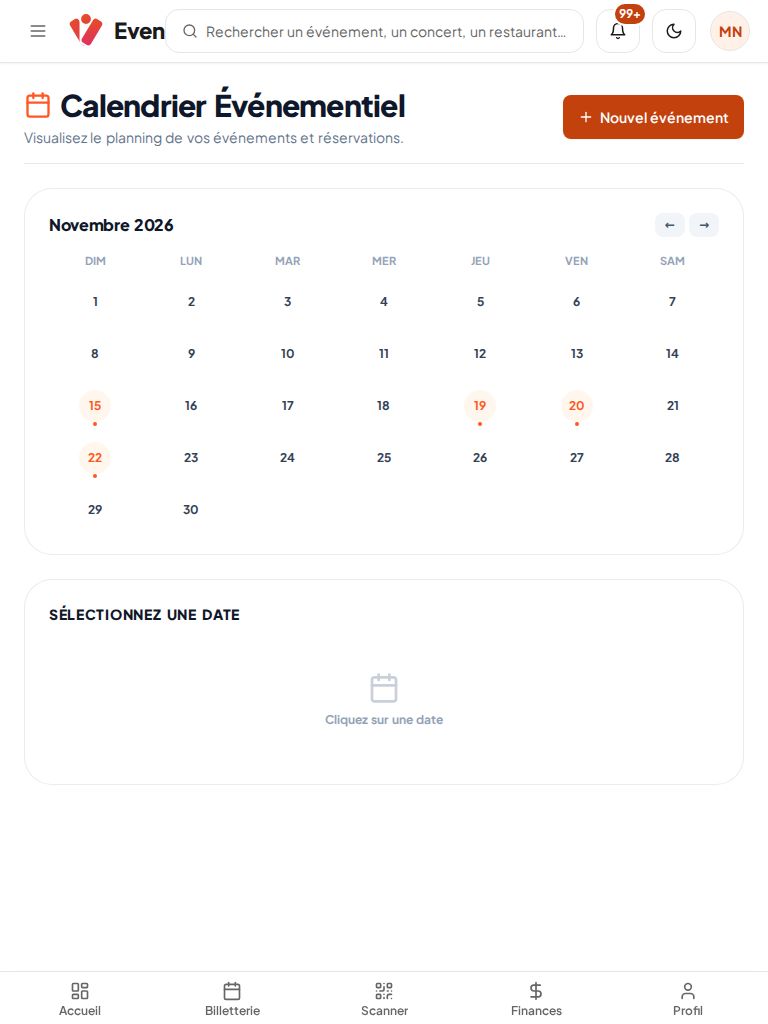 Even
Rechercher un événement, un concert, un restaurant...
99+
MN
Calendrier Événementiel
Visualisez le planning de vos événements et réservations.
+ Nouvel événement
Novembre 2026
← →
DIM LUN MAR MER JEU VEN SAM
1 2 3 4 5 6 7
8 9 10 11 12 13 14
15 16 17 18 19 20 21
22 23 24 25 26 27 28
29 30
SÉLECTIONNEZ UNE DATE
Cliquez sur une date
Accueil Billetterie Scanner Finances Profil